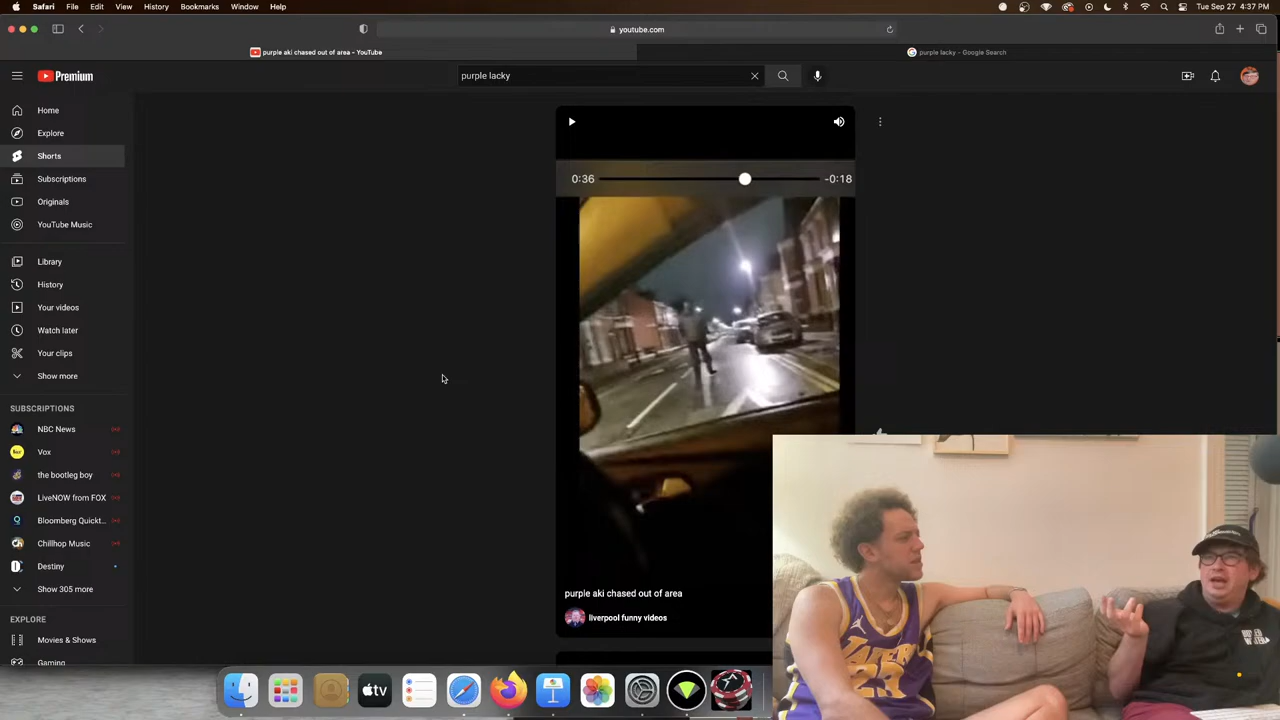 Safari File Edit View History Bookmarks Window Help
Tue Sep 27 4:37 PM
youtube.com
purple aki chased out of area - YouTube
purple lacky - Google Search
Premium
purple lacky
Home
Explore
Shorts
Subscriptions
Originals
YouTube Music
Library
History
Your videos
Watch later
Your clips
Show more
SUBSCRIPTIONS
NBC News
Vox
the bootleg boy
LiveNOW from FOX
Bloomberg Quickt...
Chillhop Music
Destiny
Show 305 more
EXPLORE
Movies & Shows
Gaming
0:36
-0:18
purple aki chased out of area
liverpool funny videos
tv